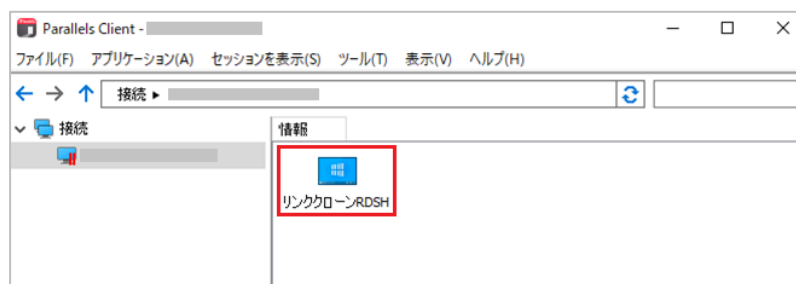 Parallels Client -
ファイル(F) アプリケーション(A) セッションを表示(S) ツール(T) 表示(V) ヘルプ(H)
接続
接続
情報
リンククローンRDSH